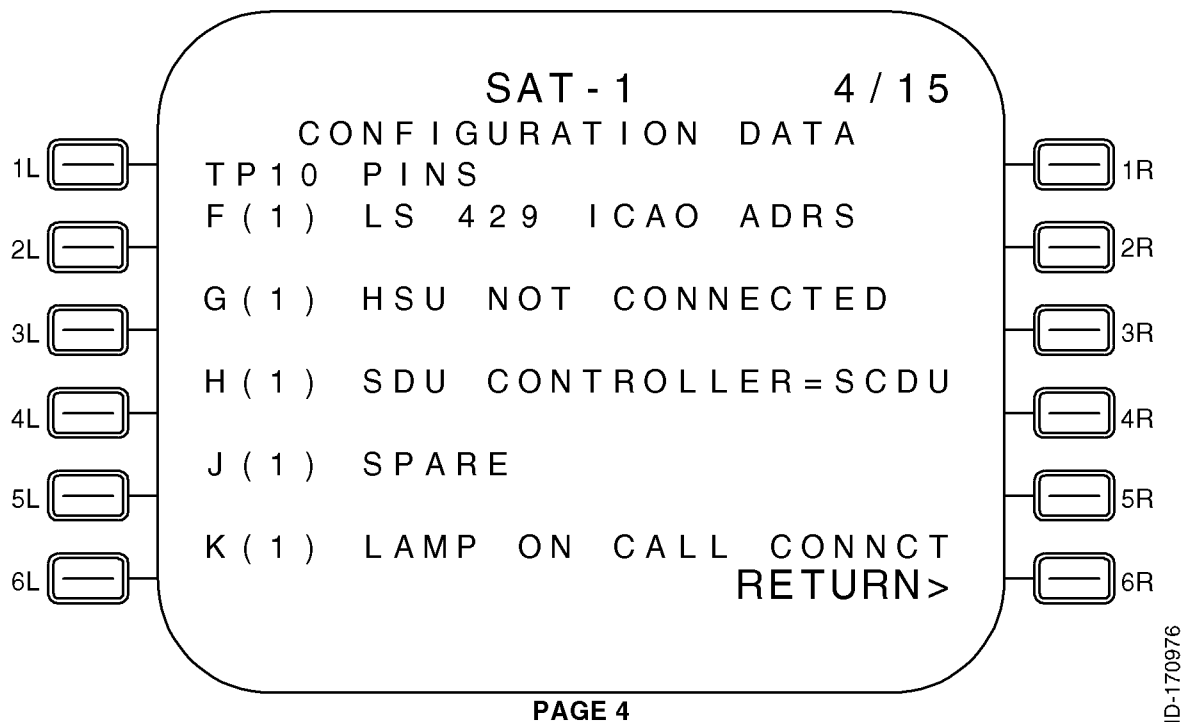 SAT-1 4/15
CONFIGURATION DATA
1L TP10 PINS 1R
F(1) LS 429 ICAO ADRS
2L 2R
G(1) HSU NOT CONNECTED
3L 3R
H(1) SDU CONTROLLER=SCDU
4L 4R
J(1) SPARE
5L 5R
K(1) LAMP ON CALL CONNCT
6L RETURN> 6R
PAGE 4
ID-170976